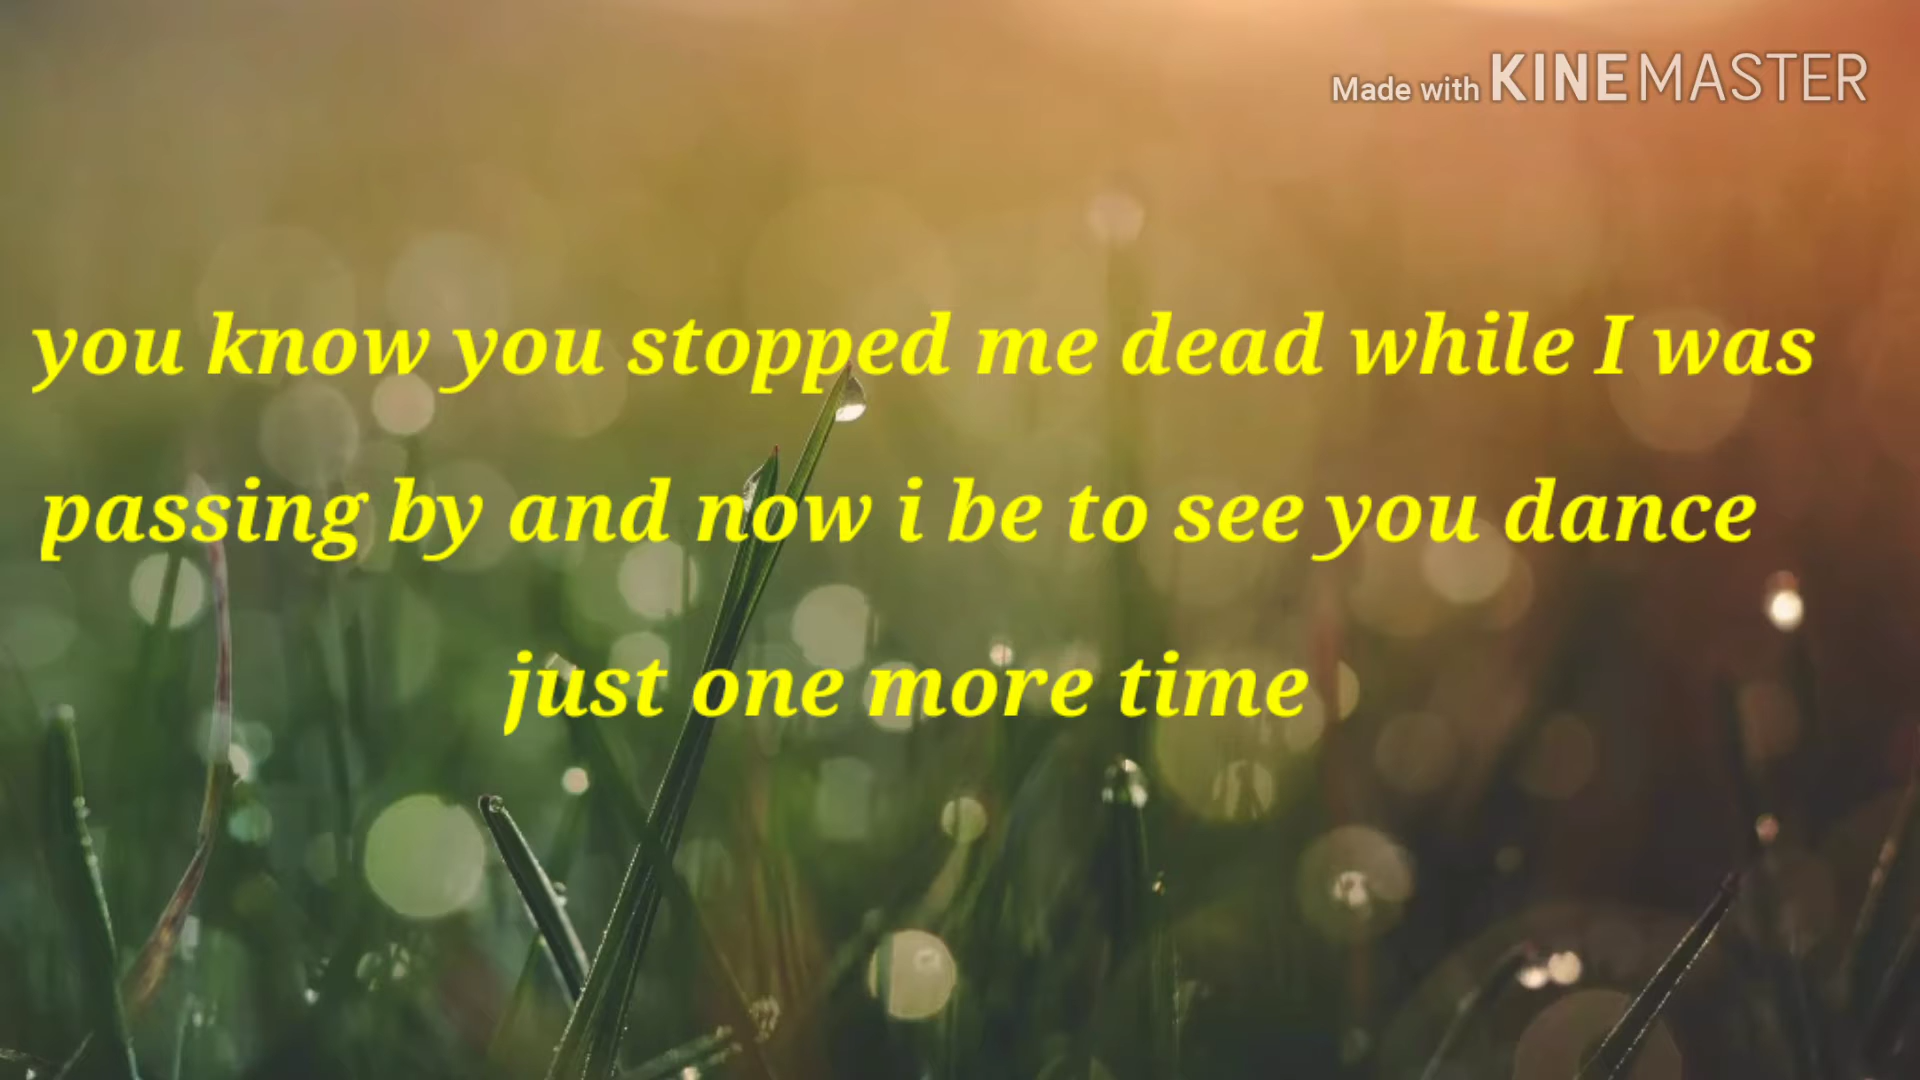 Made with KINEMASTER
you know you stopped me dead while I was
passing by and now i be to see you dance
just one more time